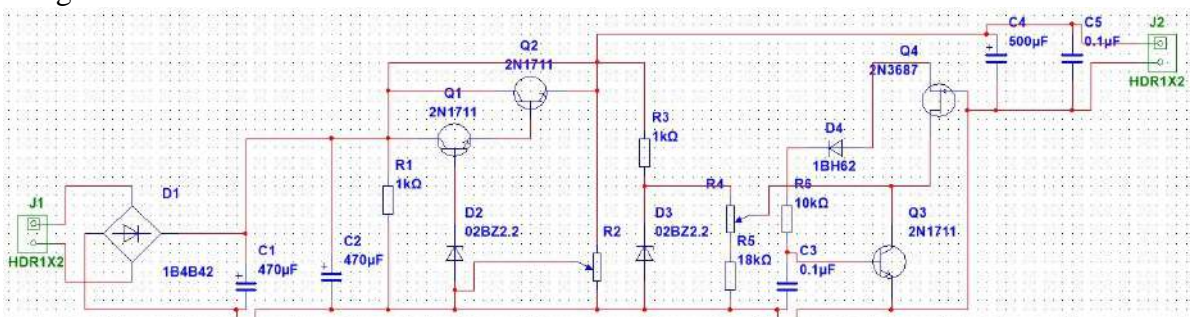 J1
HDR1X2
D1
1B4B42
C1
470µF
C2
470µF
R1
1kΩ
Q1
2N1711
Q2
2N1711
D2
02BZ2.2
R2
R3
1kΩ
D3
02BZ2.2
R4
R5
18kΩ
D4
1BH62
R6
10kΩ
C3
0.1µF
Q4
2N3687
Q3
2N1711
C4
500µF
C5
0.1µF
J2
HDR1X2